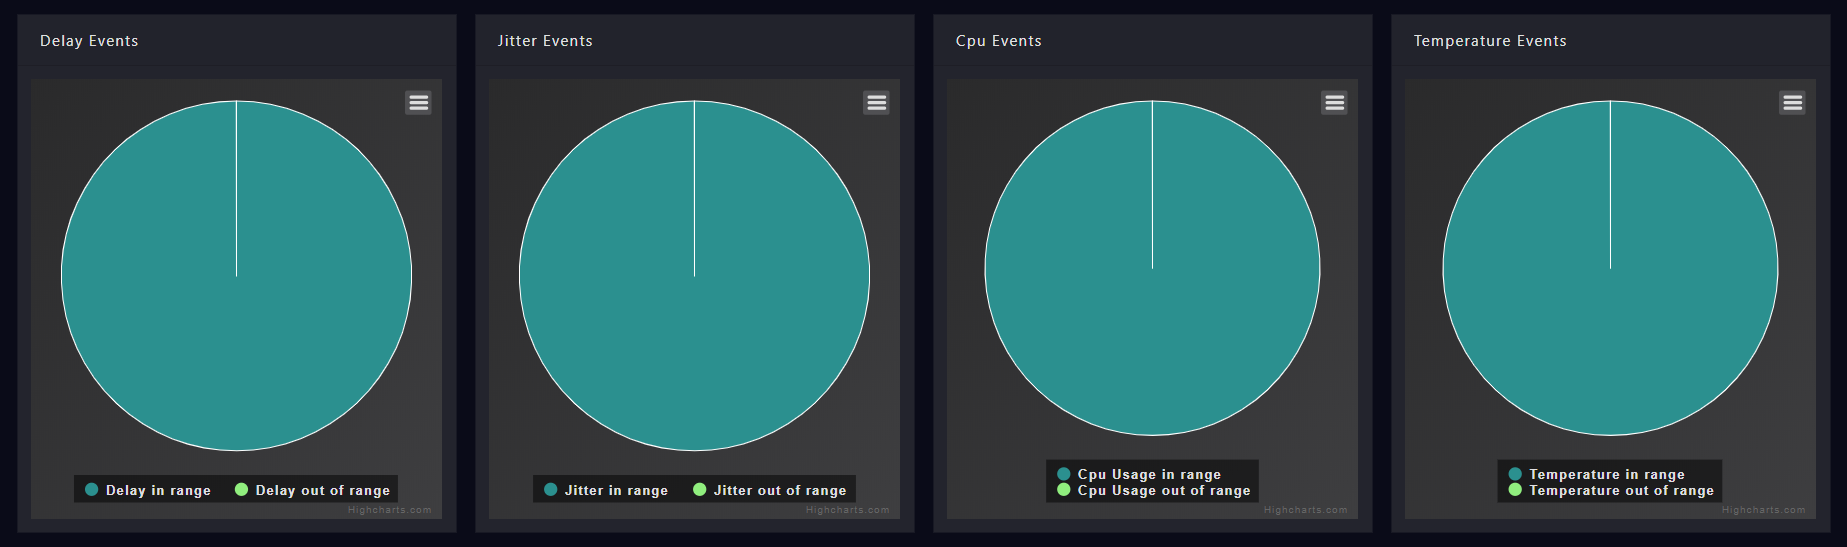 Delay Events
Jitter Events
Cpu Events
Temperature Events
Delay in range
Delay out of range
Highcharts.com
Jitter in range
Jitter out of range
Highcharts.com
Cpu Usage in range
Cpu Usage out of range
Highcharts.com
Temperature in range
Temperature out of range
Highcharts.com